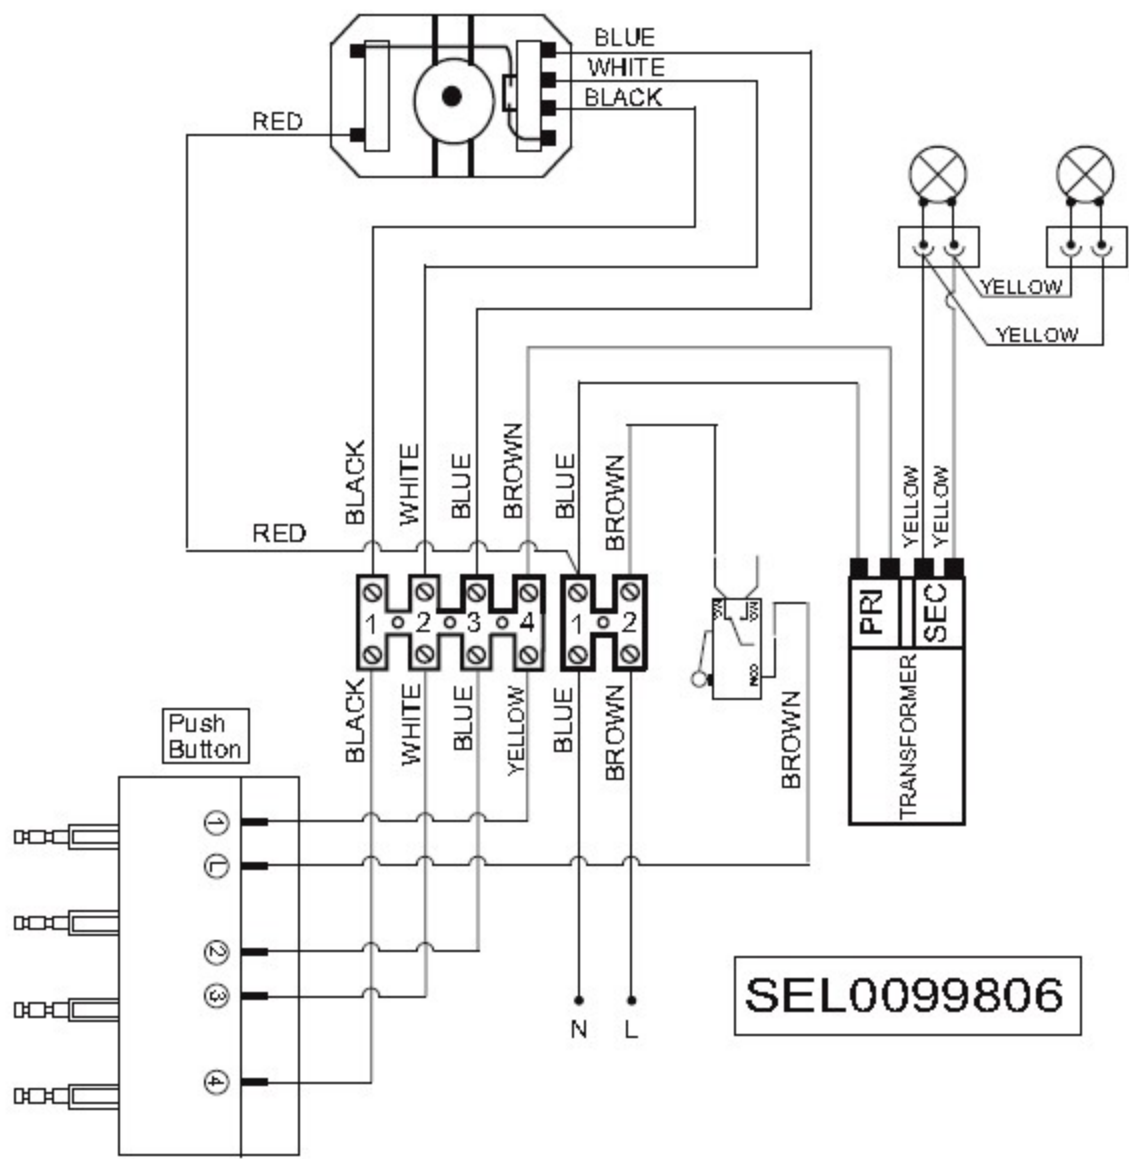 BLUE
WHITE
BLACK
RED
YELLOW
YELLOW
BLACK
WHITE
BLUE
BROWN
BLUE
BROWN
YELLOW
YELLOW
RED
1
2
3
4
1
2
PRI
SEC
TRANSFORMER
BLACK
WHITE
BLUE
YELLOW
BLUE
BROWN
BROWN
Push
Button
1
L
2
3
4
N
L
SEL0099806